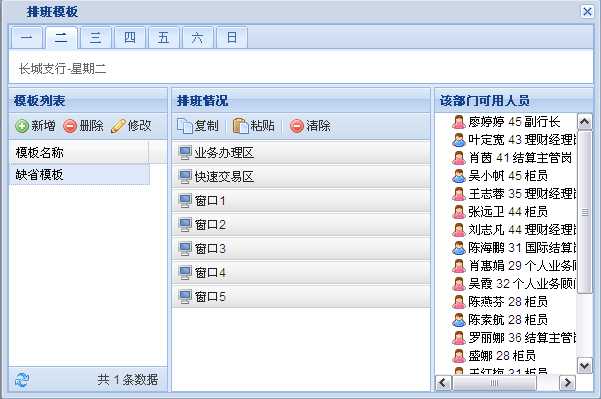 排班模板
一 二 三 四 五 六 日
长城支行-星期二
模板列表
新增 删除 修改
模板名称
缺省模板
共 1 条数据
排班情况
复制 粘贴 清除
业务办理区
快速交易区
窗口1
窗口2
窗口3
窗口4
窗口5
该部门可用人员
廖婷婷 45 副行长
叶定宽 43 理财经理
肖茵 41 结算主管岗
吴小帆 45 柜员
王志蓉 35 理财经理
张远卫 44 柜员
刘志凡 44 理财经理
陈海鹏 31 国际结算岗
肖惠娟 29 个人业务顾
吴霞 32 个人业务顾问
陈燕芬 28 柜员
陈素航 28 柜员
罗丽娜 36 结算主管岗
盛娜 28 柜员
王红梅 31 柜员